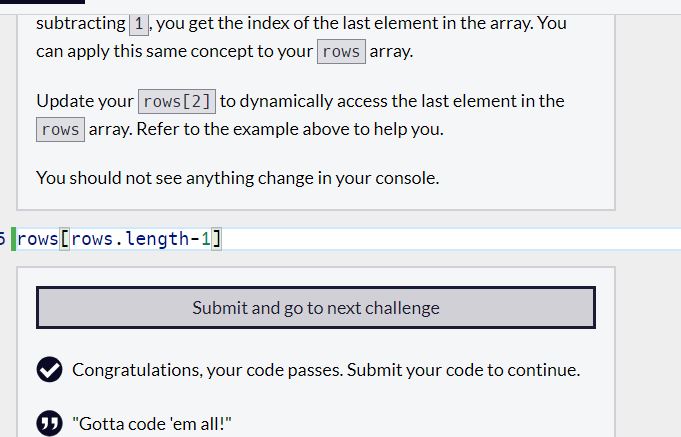 subtracting 1, you get the index of the last element in the array. You
can apply this same concept to your rows array.
Update your rows[2] to dynamically access the last element in the
rows array. Refer to the example above to help you.
You should not see anything change in your console.
rows[rows.length-1]
Submit and go to next challenge
Congratulations, your code passes. Submit your code to continue.
"Gotta code 'em all!"